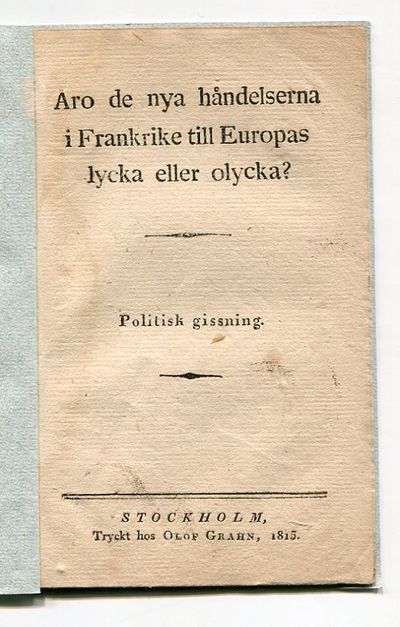 Äro de nya händelserna
i Frankrike till Europas
lycka eller olycka?
Politisk gissning.
STOCKHOLM,
Tryckt hos OLOF GRAHN, 1815.